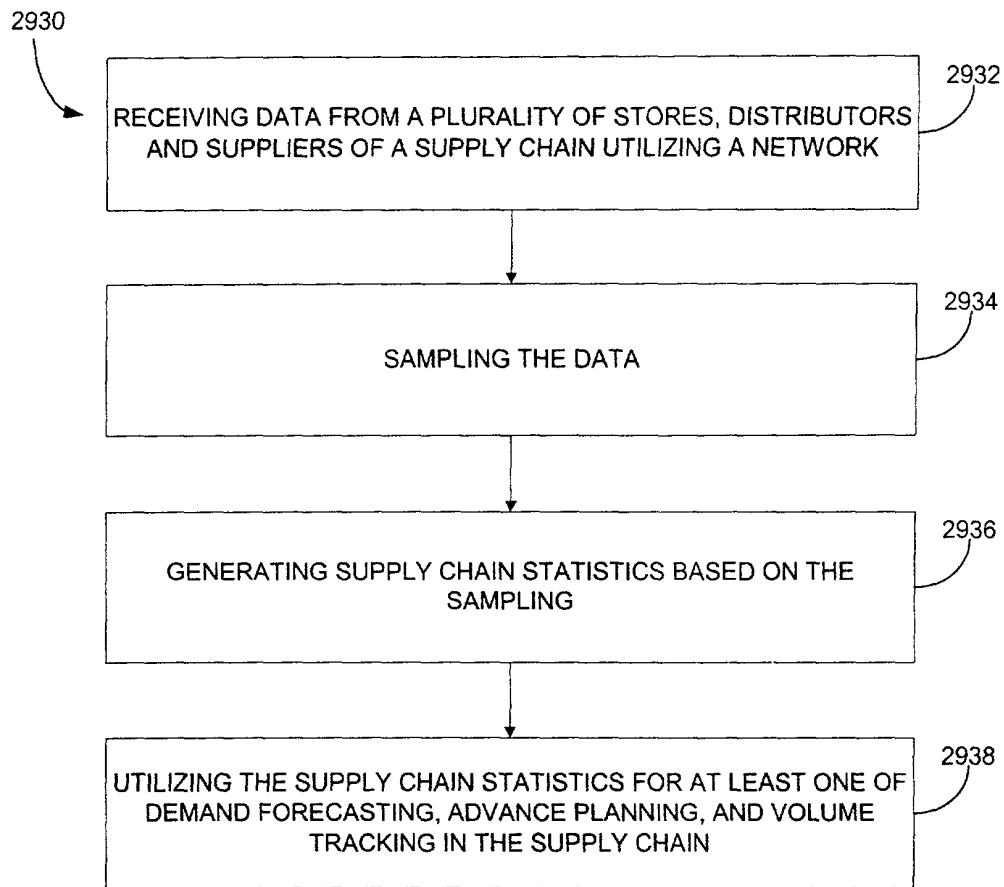 2930
2932
RECEIVING DATA FROM A PLURALITY OF STORES, DISTRIBUTORS
AND SUPPLIERS OF A SUPPLY CHAIN UTILIZING A NETWORK
2934
SAMPLING THE DATA
2936
GENERATING SUPPLY CHAIN STATISTICS BASED ON THE
SAMPLING
2938
UTILIZING THE SUPPLY CHAIN STATISTICS FOR AT LEAST ONE OF
DEMAND FORECASTING, ADVANCE PLANNING, AND VOLUME
TRACKING IN THE SUPPLY CHAIN